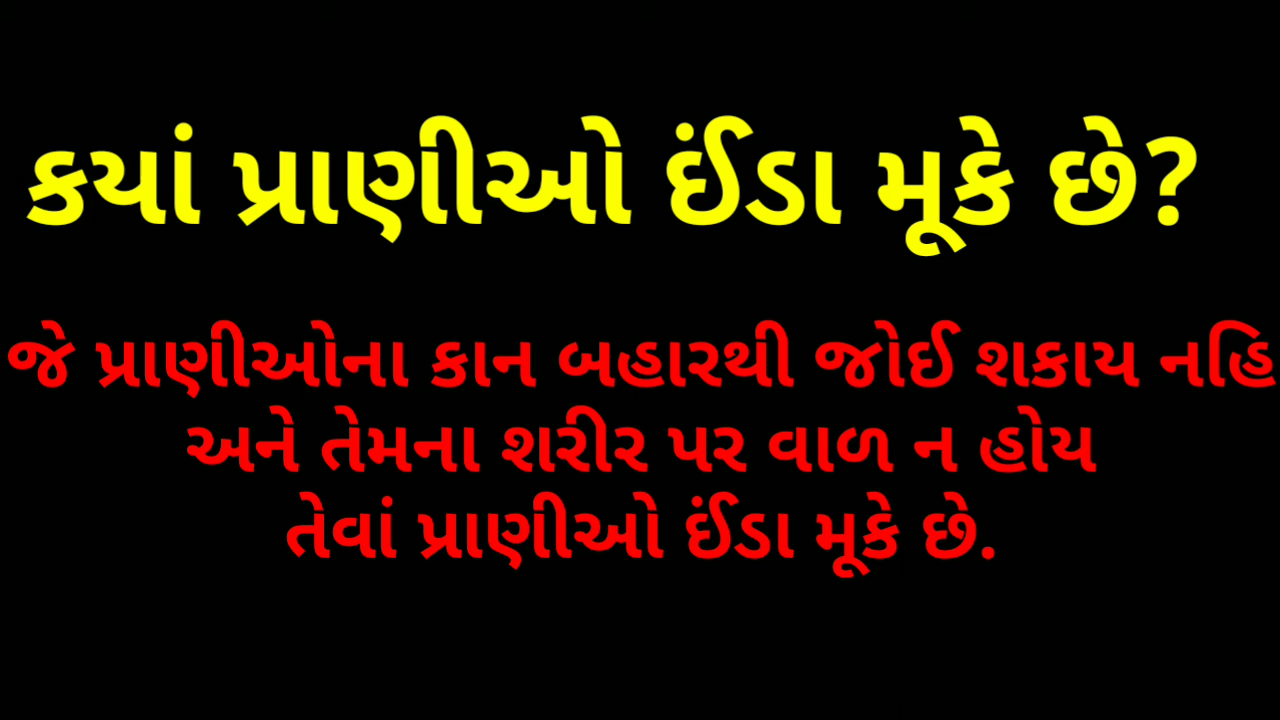 કયાં પ્રાણીઓ ઈંડા મૂકે છે?
જે પ્રાણીઓના કાન બહારથી જોઈ શકાય નહિ
અને તેમના શરીર પર વાળ ન હોય
તેવાં પ્રાણીઓ ઈંડા મૂકે છે.